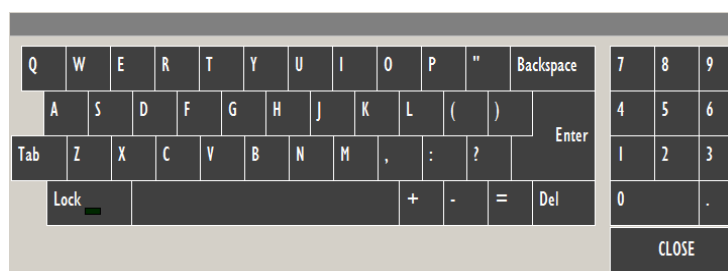 Q W E R T Y U I O P " Backspace 7 8 9
A S D F G H J K L ( ) Enter 4 5 6
Tab Z X C V B N M , : ? 1 2 3
Lock + - = Del 0 .
CLOSE